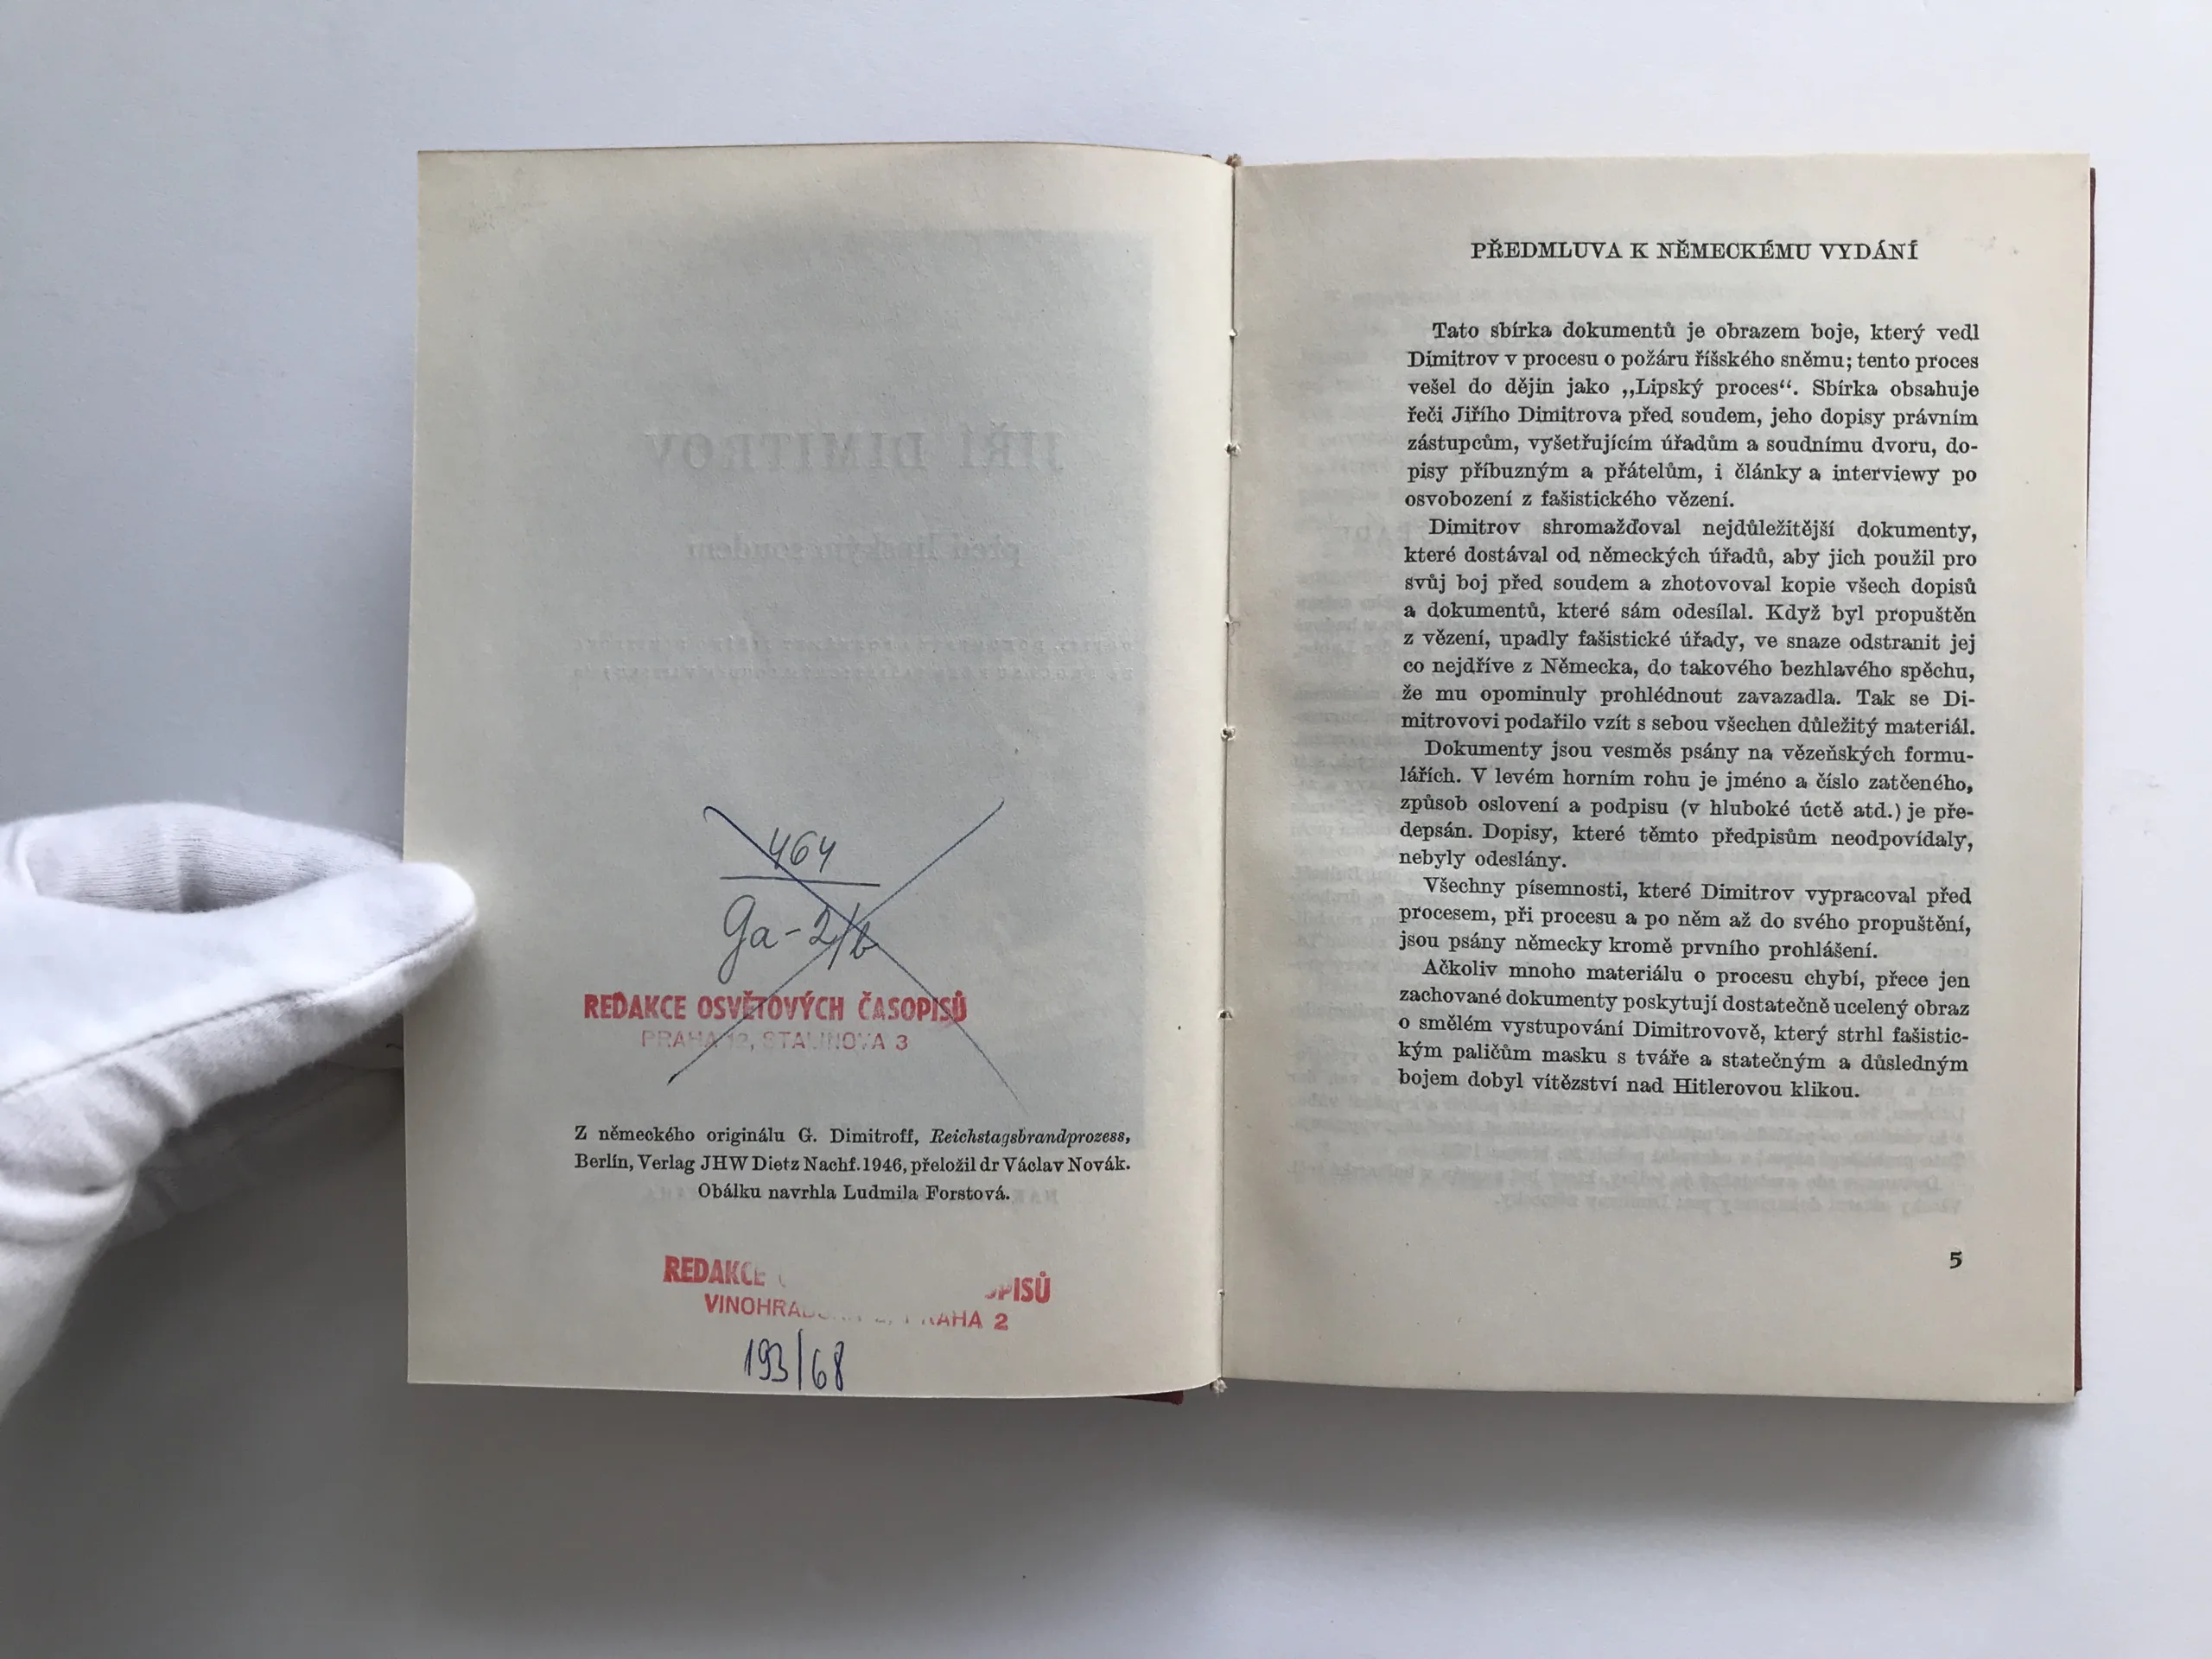 JIŘÍ DIMITROV
před lipským soudem
464
9a-2/b
REDAKCE OSVĚTOVÝCH ČASOPISŮ
PRAHA 12, STALINOVA 3
Z německého originálu G. Dimitroff, Reichstagsbrandprozess,
Berlín, Verlag JHW Dietz Nachf. 1946, přeložil dr Václav Novák.
Obálku navrhla Ludmila Forstová.
REDAKCE
PRAHA 2
193/68
PŘEDMLUVA K NĚMECKÉMU VYDÁNÍ
Tato sbírka dokumentů je obrazem boje, který vedl
Dimitrov v procesu o požáru říšského sněmu; tento proces
vešel do dějin jako „Lipský proces“. Sbírka obsahuje
řeči Jiřího Dimitrova před soudem, jeho dopisy právním
zástupcům, vyšetřujícím úřadům a soudnímu dvoru, do-
pisy příbuzným a přátelům, i články a interviewy po
osvobození z fašistického vězení.
Dimitrov shromažďoval nejdůležitější dokumenty,
které dostával od německých úřadů, aby jich použil pro
svůj boj před soudem a zhotovoval kopie všech dopisů
a dokumentů, které sám odesílal. Když byl propuštěn
z vězení, upadly fašistické úřady, ve snaze odstranit jej
co nejdříve z Německa, do takového bezhlavého spěchu,
že mu opominuly prohlédnout zavazadla. Tak se Di-
mitrovovi podařilo vzít s sebou všechen důležitý materiál.
Dokumenty jsou vesměs psány na vězeňských formu-
lářích. V levém horním rohu je jméno a číslo zatčeného,
způsob oslovení a podpisu (v hluboké úctě atd.) je pře-
depsán. Dopisy, které těmto předpisům neodpovídaly,
nebyly odeslány.
Všechny písemnosti, které Dimitrov vypracoval před
procesem, při procesu a po něm až do svého propuštění,
jsou psány německy kromě prvního prohlášení.
Ačkoliv mnoho materiálu o procesu chybí, přece jen
zachované dokumenty poskytují dostatečně ucelený obraz
o smělém vystupování Dimitrovově, který strhl fašistic-
kým paličům masku s tváře a statečným a důsledným
bojem dobyl vítězství nad Hitlerovou klikou.
5